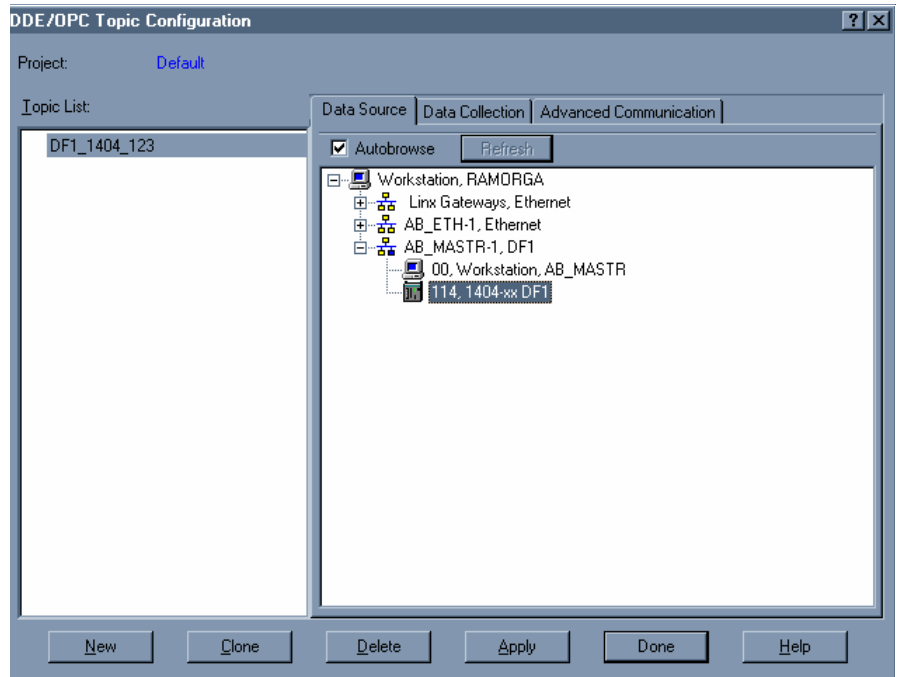 DDE/OPC Topic Configuration
Project: Default
Topic List:
DF1_1404_123
Data Source Data Collection Advanced Communication
Autobrowse Refresh
Workstation, RAMORGA
Linx Gateways, Ethernet
AB_ETH-1, Ethernet
AB_MASTR-1, DF1
00, Workstation, AB_MASTR
114, 1404-xx DF1
New Clone Delete Apply Done Help